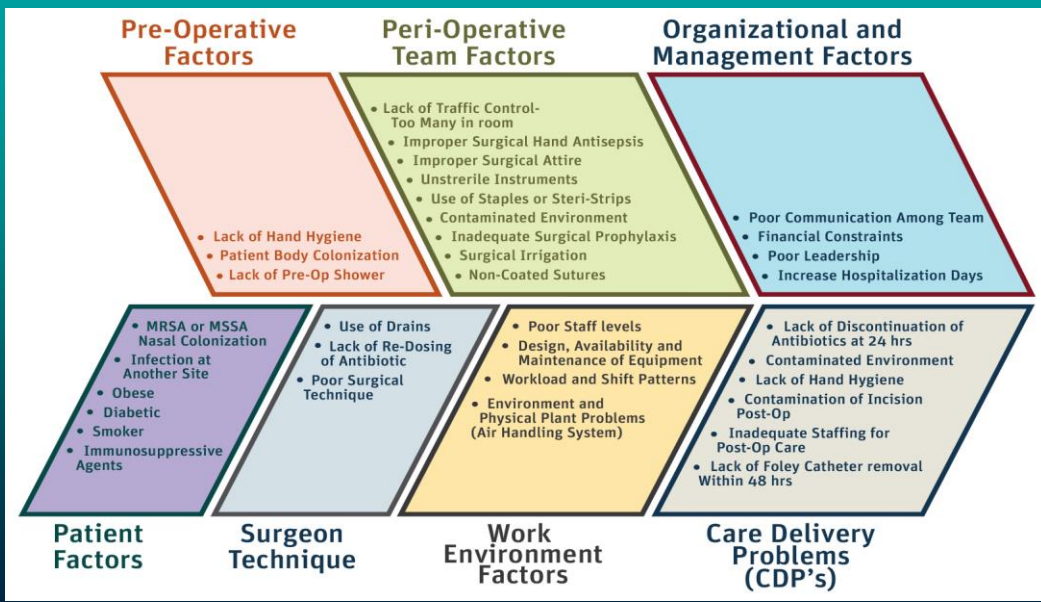 Pre-Operative
Factors
Peri-Operative
Team Factors
Organizational and
Management Factors
• Lack of Hand Hygiene
• Patient Body Colonization
• Lack of Pre-Op Shower
• Lack of Traffic Control-
Too Many in room
• Improper Surgical Hand Antisepsis
• Improper Surgical Attire
• Unstrerile Instruments
• Use of Staples or Steri-Strips
• Contaminated Environment
• Inadequate Surgical Prophylaxis
• Surgical Irrigation
• Non-Coated Sutures
• Poor Communication Among Team
• Financial Constraints
• Poor Leadership
• Increase Hospitalization Days
• MRSA or MSSA
Nasal Colonization
• Infection at
Another Site
• Obese
• Diabetic
• Smoker
• Immunosuppressive
Agents
• Use of Drains
• Lack of Re-Dosing
of Antibiotic
• Poor Surgical
Technique
• Poor Staff levels
• Design, Availability and
Maintenance of Equipment
• Workload and Shift Patterns
• Environment and
Physical Plant Problems
(Air Handling System)
• Lack of Discontinuation of
Antibiotics at 24 hrs
• Contaminated Environment
• Lack of Hand Hygiene
• Contamination of Incision
Post-Op
• Inadequate Staffing for
Post-Op Care
• Lack of Foley Catheter removal
Within 48 hrs
Patient
Factors
Surgeon
Technique
Work
Environment
Factors
Care Delivery
Problems
(CDP's)